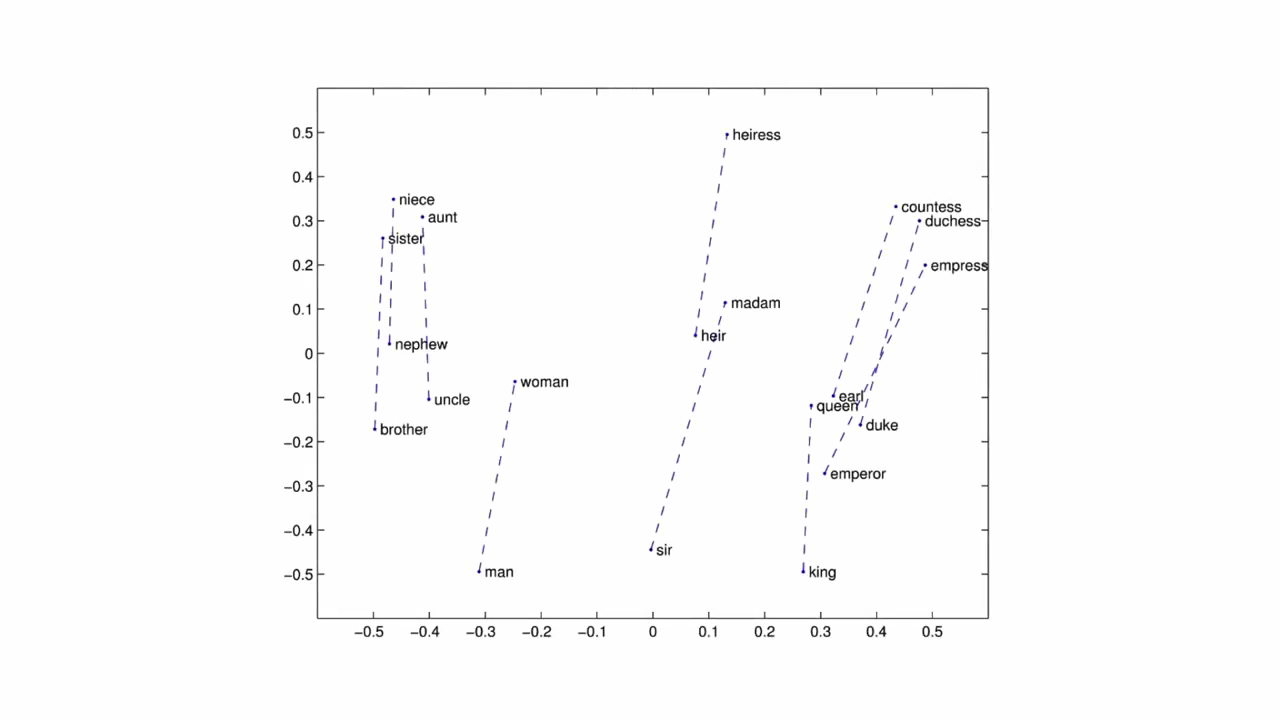 0.5
heiress
0.4
niece
countess
aunt
duchess
0.3
sister
0.2
empress
madam
0.1
heir
nephew
0
woman
earl
−0.1
uncle
queen
duke
brother
−0.2
emperor
−0.3
−0.4
sir
−0.5
man
king
−0.5 −0.4 −0.3 −0.2 −0.1 0 0.1 0.2 0.3 0.4 0.5